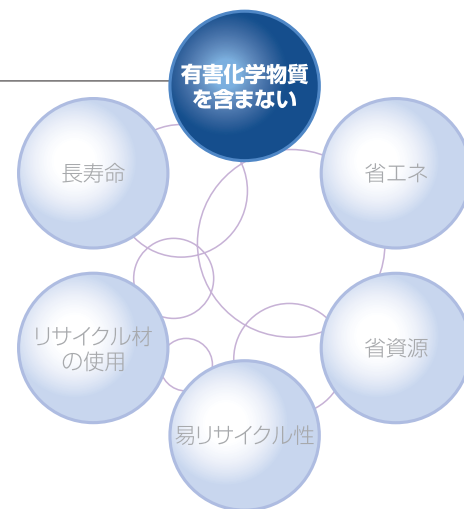 有害化学物質
を含まない
長寿命
省エネ
リサイクル材
の使用
省資源
易リサイクル性